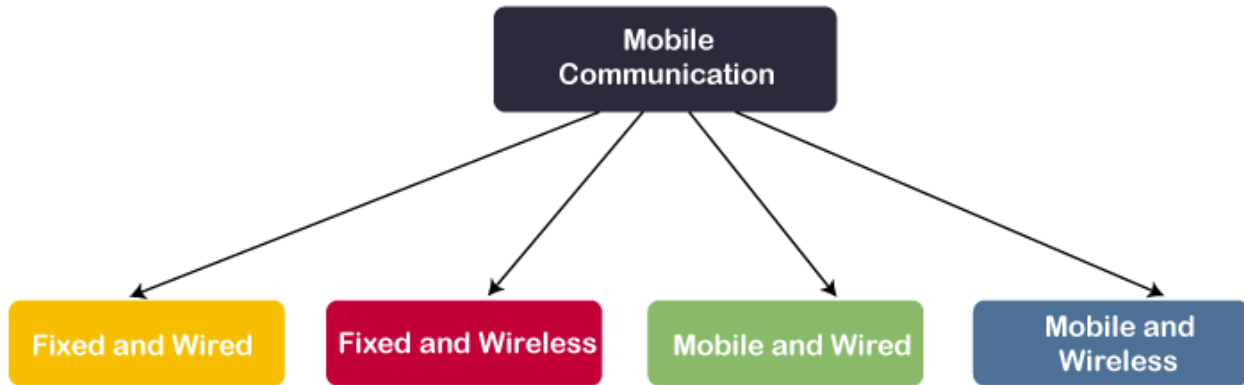 Mobile
Communication
Fixed and Wired
Fixed and Wireless
Mobile and Wired
Mobile and
Wireless